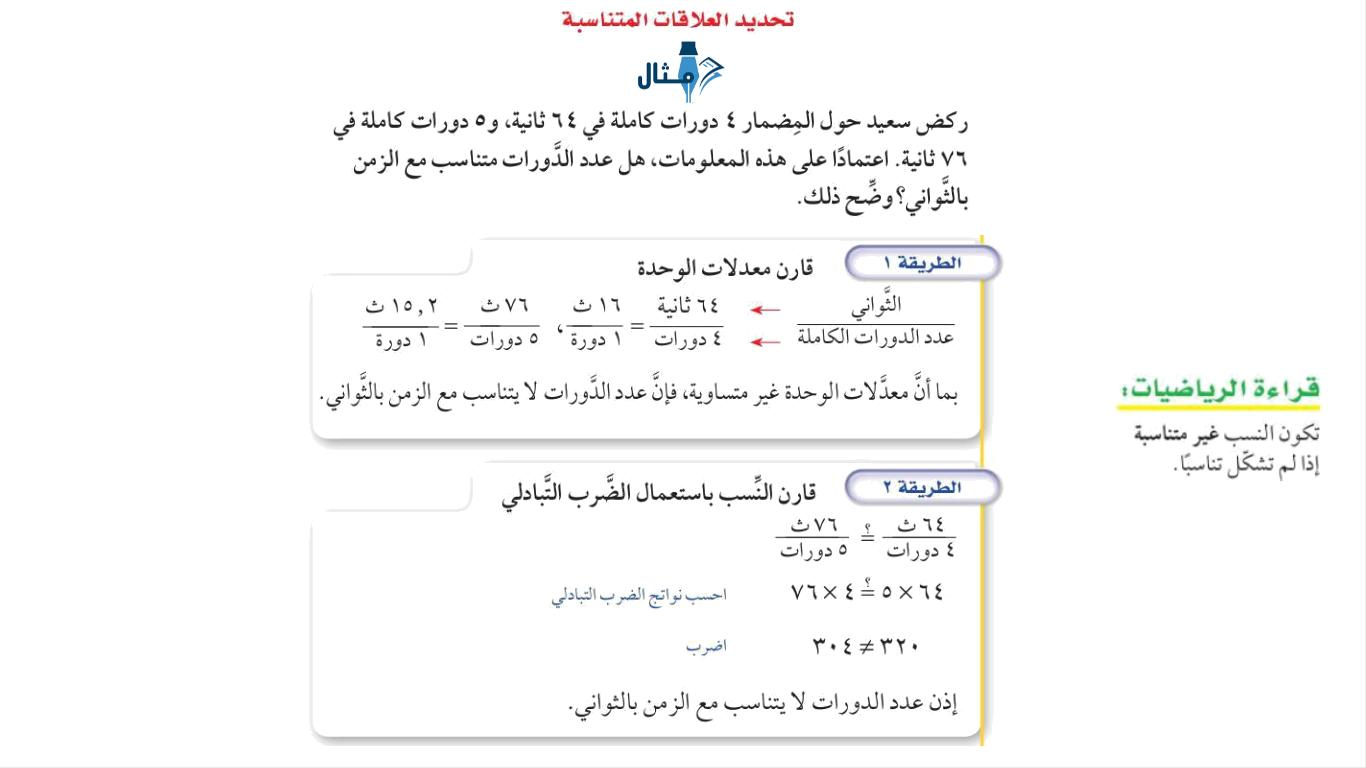 تحديد العلاقات المتناسبة
مثال
ركض سعيد حول المِضمار ٤ دورات كاملة في ٦٤ ثانية، و٥ دورات كاملة في
٧٦ ثانية. اعتمادًا على هذه المعلومات، هل عدد الدَّورات متناسب مع الزمن
بالثَّواني؟ وضِّح ذلك.
الطريقة ١ قارن معدلات الوحدة
الثَّواني ← ٦٤ ثانية = ١٦ ث ، ٧٦ ث = ١٥,٢ ث
عدد الدورات الكاملة ← ٤ دورات ١ دورة ٥ دورات ١ دورة
بما أنَّ معدَّلات الوحدة غير متساوية، فإنَّ عدد الدَّورات لا يتناسب مع الزمن بالثَّواني.
قراءة الرياضيات:
تكون النسب غير متناسبة
إذا لم تشكّل تناسبًا.
الطريقة ٢ قارن النِّسب باستعمال الضَّرب التَّبادلي
٦٤ ث ≟ ٧٦ ث
٤ دورات ٥ دورات
٦٤ × ٥ ≟ ٤ × ٧٦ احسب نواتج الضرب التبادلي
٣٢٠ ≠ ٣٠٤ اضرب
إذن عدد الدورات لا يتناسب مع الزمن بالثواني.